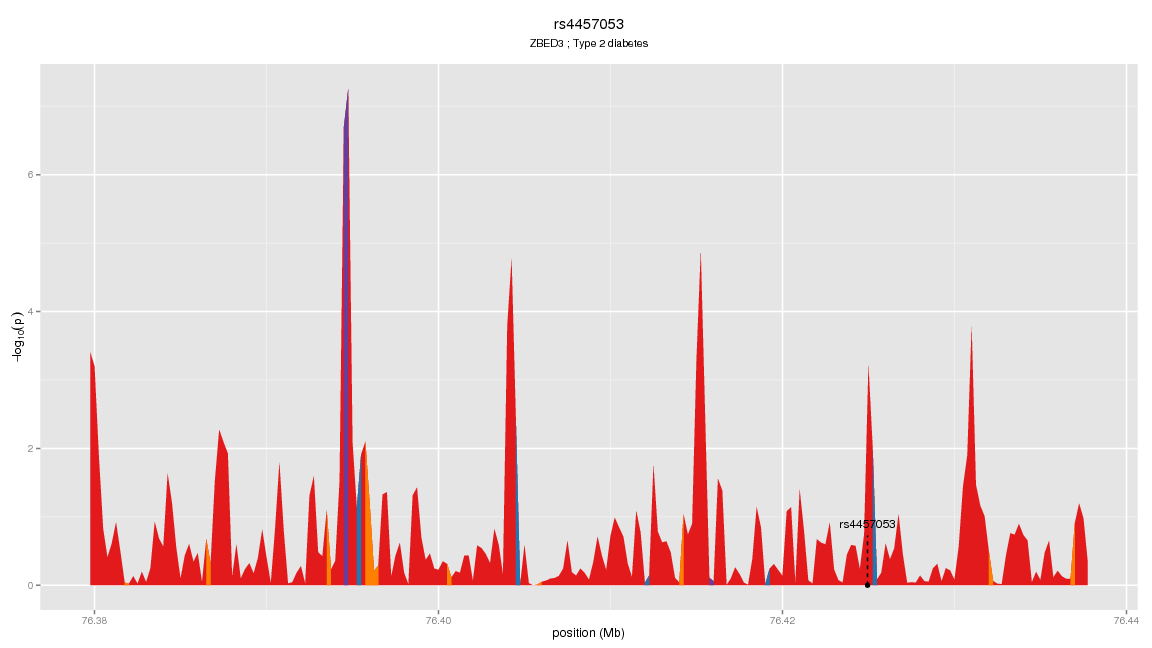 rs4457053
ZBED3 ; Type 2 diabetes
−log10(p)
6
4
2
0
rs4457053
76.38
76.40
76.42
76.44
position (Mb)